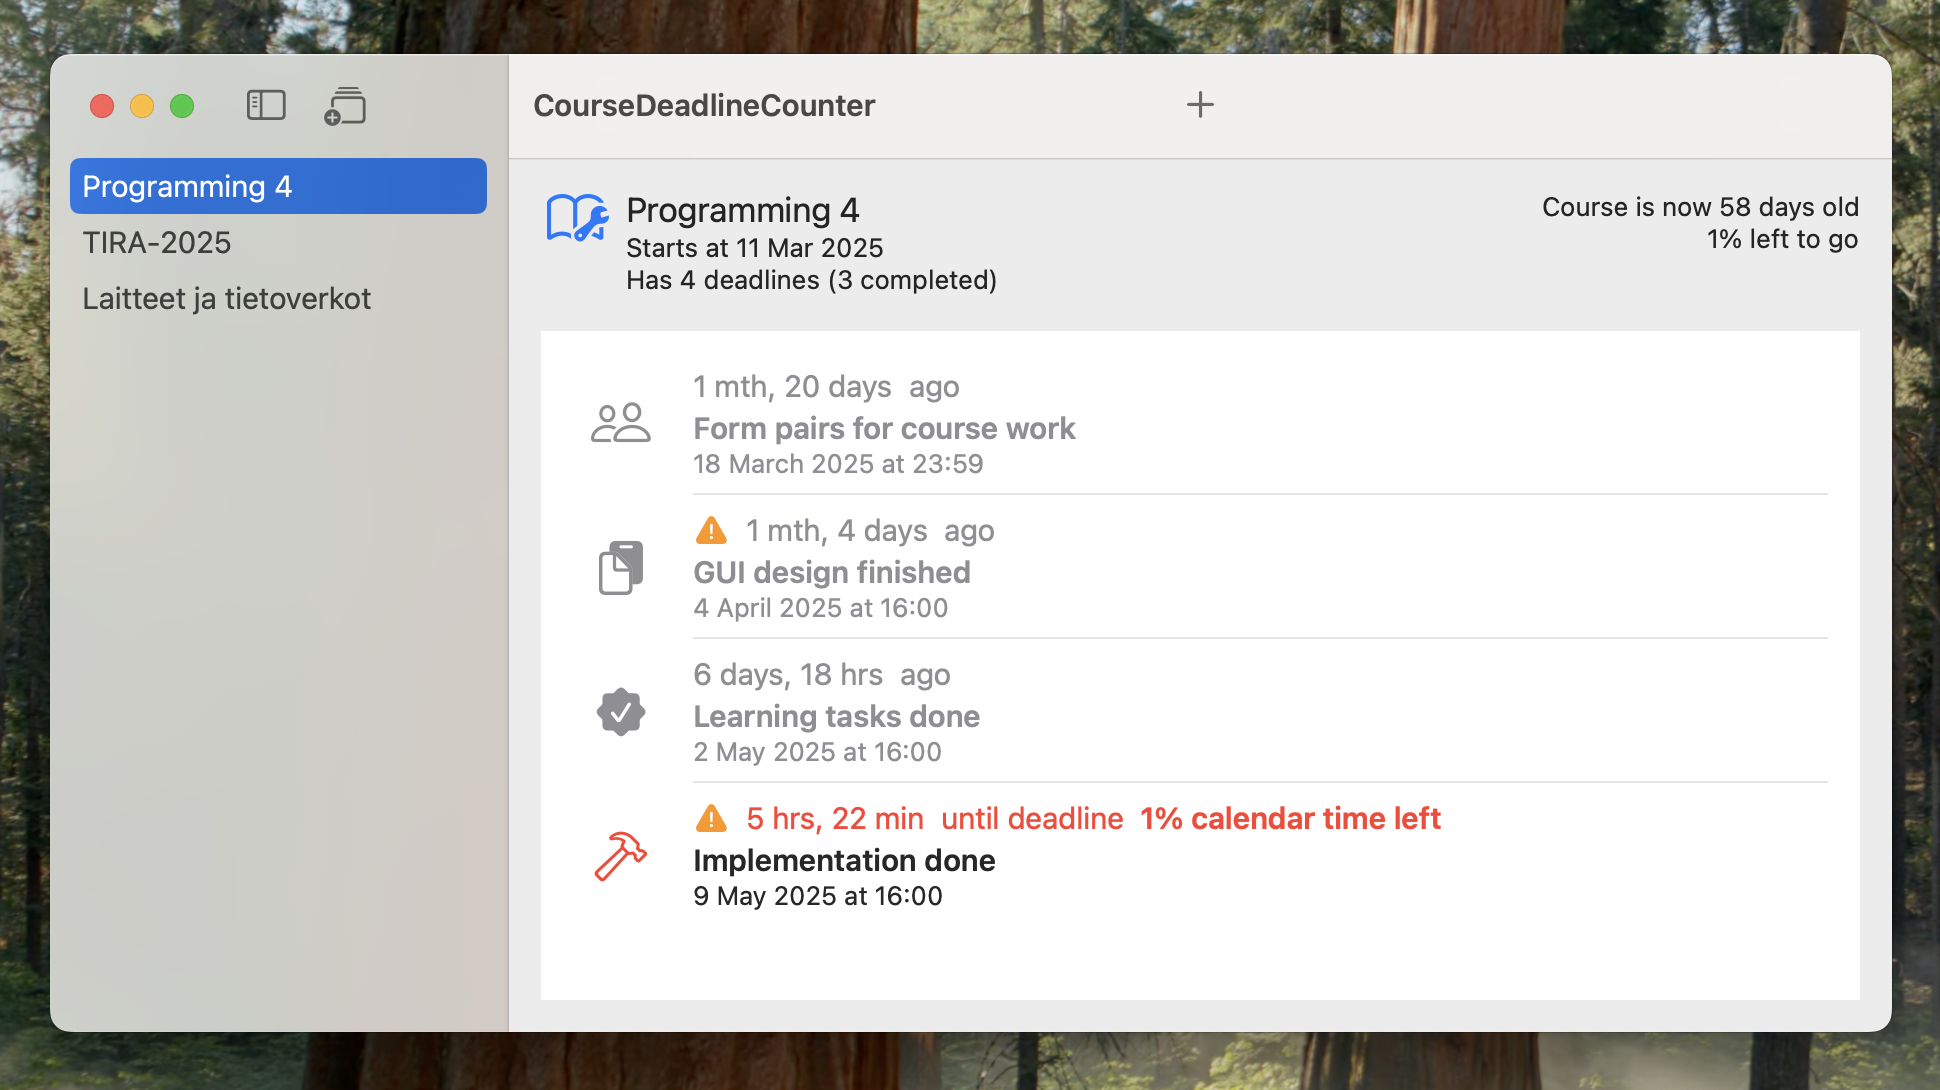 CourseDeadlineCounter
Programming 4
TIRA-2025
Laitteet ja tietoverkot
Programming 4
Starts at 11 Mar 2025
Has 4 deadlines (3 completed)
Course is now 58 days old
1% left to go
1 mth, 20 days ago
Form pairs for course work
18 March 2025 at 23:59
1 mth, 4 days ago
GUI design finished
4 April 2025 at 16:00
6 days, 18 hrs ago
Learning tasks done
2 May 2025 at 16:00
5 hrs, 22 min until deadline 1% calendar time left
Implementation done
9 May 2025 at 16:00